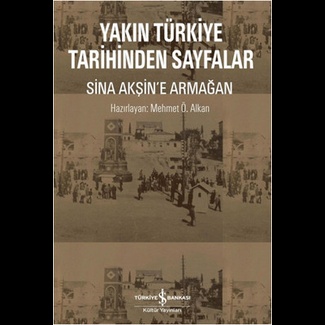 YAKIN TÜRKİYE
TARİHİNDEN SAYFALAR
SİNA AKŞİN'E ARMAĞAN
Hazırlayan: Mehmet Ö. Alkan
TÜRKİYE İŞ BANKASI
Kültür Yayınları